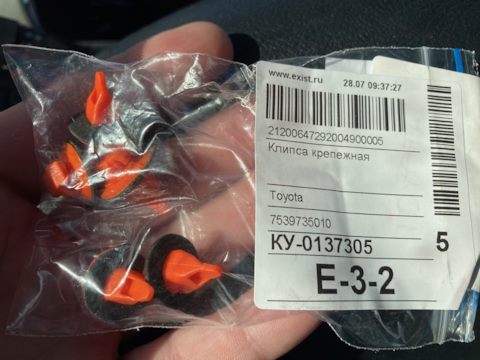 www.exist.ru 28.07 09:37:27
21200647292004900005
Клипса крепежная
Toyota
7539735010
КУ-0137305 5
E-3-2